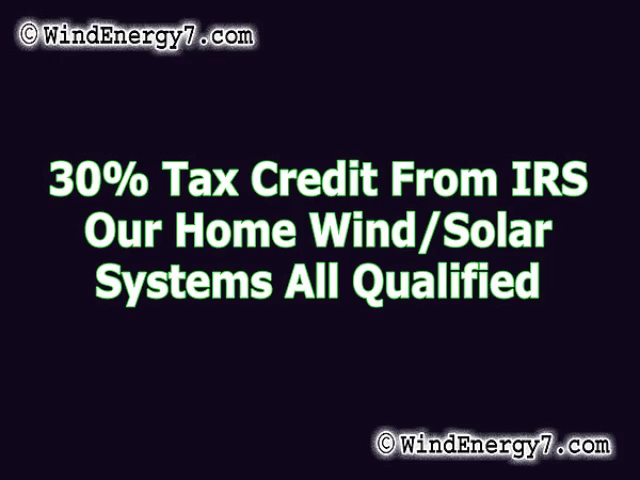 © WindEnergy7.com
30% Tax Credit From IRS
Our Home Wind/Solar
Systems All Qualified
© WindEnergy7.com